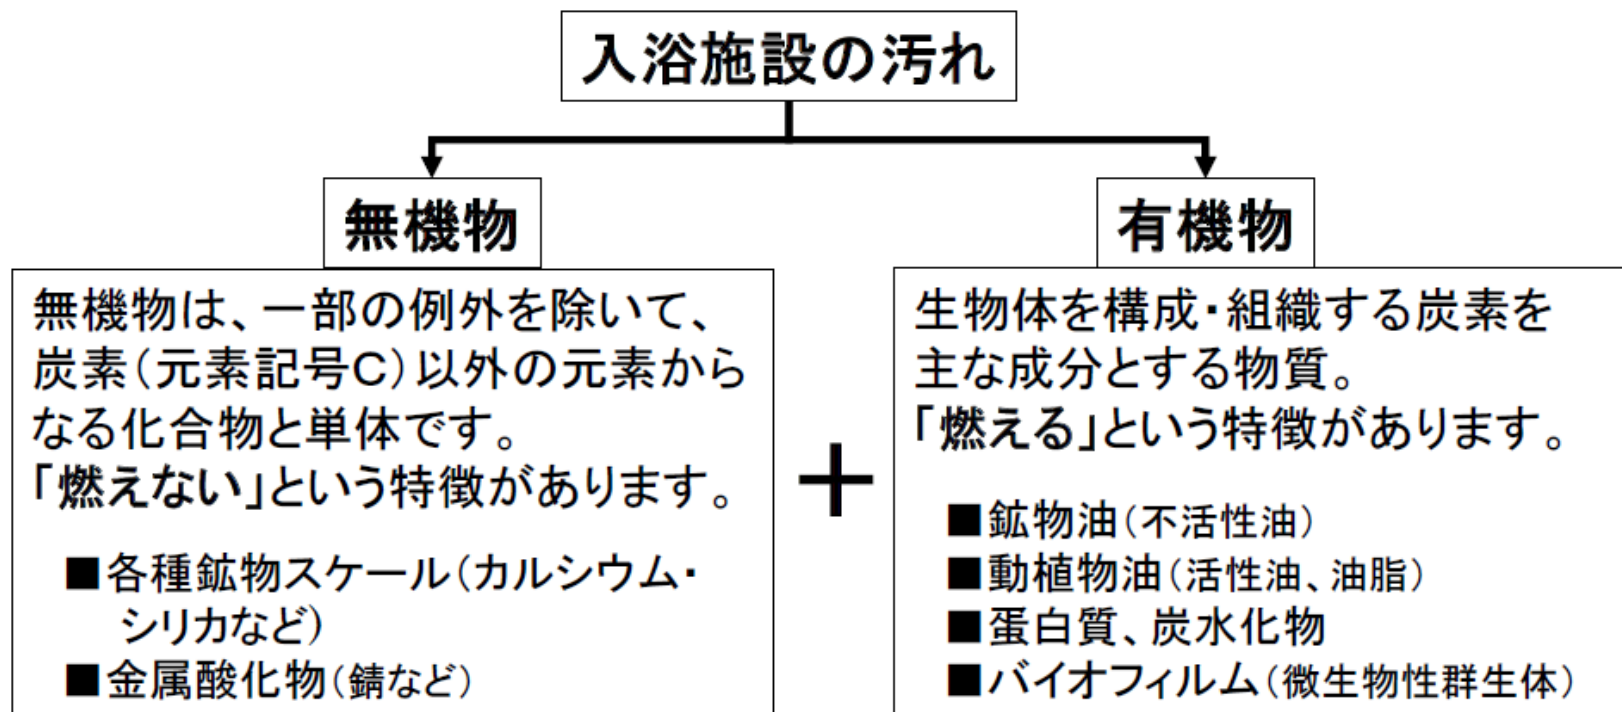 入浴施設の汚れ
無機物
無機物は、一部の例外を除いて、
炭素(元素記号C)以外の元素から
なる化合物と単体です。
「燃えない」という特徴があります。
■各種鉱物スケール(カルシウム・
シリカなど)
■金属酸化物(錆など)
+
有機物
生物体を構成・組織する炭素を
主な成分とする物質。
「燃える」という特徴があります。
■鉱物油(不活性油)
■動植物油(活性油、油脂)
■蛋白質、炭水化物
■バイオフィルム(微生物性群生体)